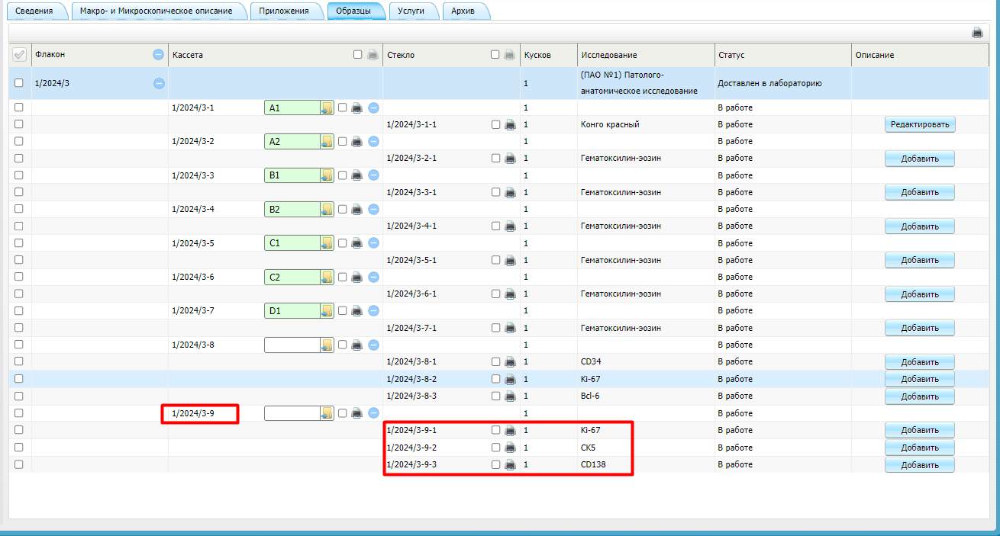 Сведения Макро- и Микроскопическое описание Приложения Образцы Услуги Архив
Флакон Кассета Стекло Кусков Исследование Статус Описание
1/2024/3 1 (ПАО №1) Патолого-анатомическое исследование Доставлен в лабораторию
1/2024/3-1 A1 1 В работе
1/2024/3-1-1 1 Конго красный В работе Редактировать
1/2024/3-2 A2 1 В работе
1/2024/3-2-1 1 Гематоксилин-эозин В работе Добавить
1/2024/3-3 B1 1 В работе
1/2024/3-3-1 1 Гематоксилин-эозин В работе Добавить
1/2024/3-4 B2 1 В работе
1/2024/3-4-1 1 Гематоксилин-эозин В работе Добавить
1/2024/3-5 C1 1 В работе
1/2024/3-5-1 1 Гематоксилин-эозин В работе Добавить
1/2024/3-6 C2 1 В работе
1/2024/3-6-1 1 Гематоксилин-эозин В работе Добавить
1/2024/3-7 D1 1 В работе
1/2024/3-7-1 1 Гематоксилин-эозин В работе Добавить
1/2024/3-8 1 В работе
1/2024/3-8-1 1 CD34 В работе Добавить
1/2024/3-8-2 1 Ki-67 В работе Добавить
1/2024/3-8-3 1 Bcl-6 В работе Добавить
1/2024/3-9 1 В работе
1/2024/3-9-1 1 Ki-67 В работе Добавить
1/2024/3-9-2 1 CK5 В работе Добавить
1/2024/3-9-3 1 CD138 В работе Добавить